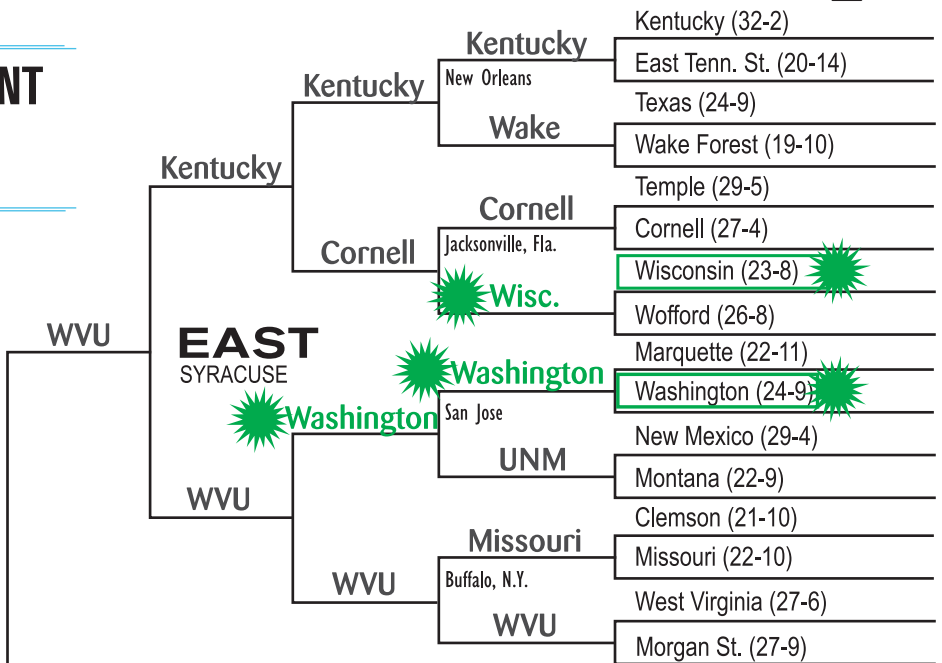 NT
Kentucky (32-2)
Kentucky
East Tenn. St. (20-14)
New Orleans
Kentucky
Texas (24-9)
Wake
Wake Forest (19-10)
Kentucky
Temple (29-5)
Cornell
Cornell (27-4)
Jacksonville, Fla.
Cornell
Wisconsin (23-8)
Wisc.
Wofford (26-8)
WVU
EAST
SYRACUSE
Marquette (22-11)
Washington
Washington (24-9)
San Jose
Washington
New Mexico (29-4)
UNM
Montana (22-9)
WVU
Clemson (21-10)
Missouri
Missouri (22-10)
Buffalo, N.Y.
WVU
West Virginia (27-6)
WVU
Morgan St. (27-9)